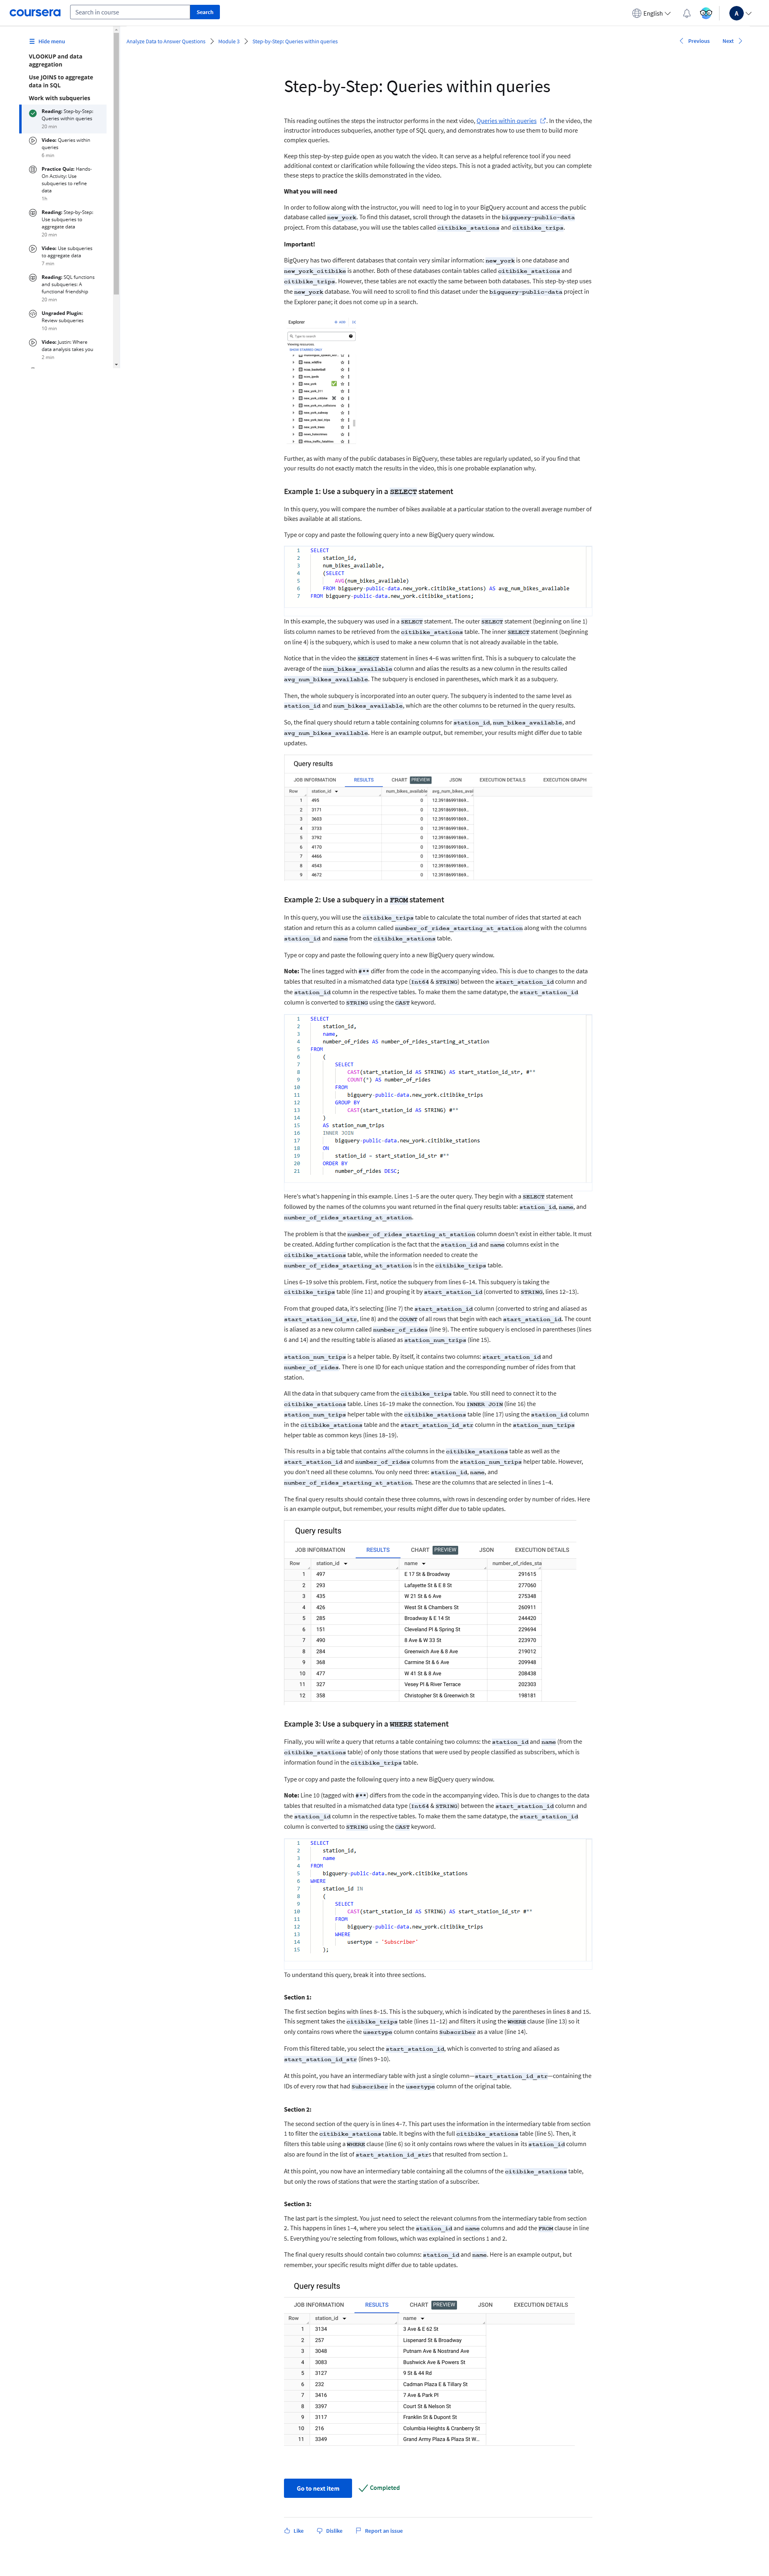 coursera
Search in course
Search
English
A
Hide menu
VLOOKUP and data
aggregation
Use JOINS to aggregate
data in SQL
Work with subqueries
Reading: Step-by-Step:
Queries within queries
20 min
Video: Queries within
queries
6 min
Practice Quiz: Hands-
On Activity: Use
subqueries to refine
data
1h
Reading: Step-by-Step:
Use subqueries to
aggregate data
20 min
Video: Use subqueries
to aggregate data
7 min
Reading: SQL functions
and subqueries: A
functional friendship
20 min
Ungraded Plugin:
Review subqueries
10 min
Video: Justin: Where
data analysis takes you
2 min
Analyze Data to Answer Questions
Module 3
Step-by-Step: Queries within queries
Previous
Next
Step-by-Step: Queries within queries
This reading outlines the steps the instructor performs in the next video, Queries within queries . In the video, the
instructor introduces subqueries, another type of SQL query, and demonstrates how to use them to build more
complex queries.
Keep this step-by-step guide open as you watch the video. It can serve as a helpful reference tool if you need
additional context or clarification while following the video steps. This is not a graded activity, but you can complete
these steps to practice the skills demonstrated in the video.
What you will need
In order to follow along with the instructor, you will need to log in to your BigQuery account and access the public
database called new_york. To find this dataset, scroll through the datasets in the bigquery-public-data
project. From this database, you will use the tables called citibike_stations and citibike_trips.
Important!
BigQuery has two different databases that contain very similar information: new_york is one database and
new_york_citibike is another. Both of these databases contain tables called citibike_stations and
citibike_trips. However, these tables are not exactly the same between both databases. This step-by-step uses
the new_york database. You will need to scroll to find this dataset under the bigquery-public-data project in
the Explorer pane; it does not come up in a search.
Explorer
+ ADD
Type to search
Viewing resources.
SHOW STARRED ONLY
new_york
new_york_311
new_york_citibike
Further, as with many of the public databases in BigQuery, these tables are regularly updated, so if you find that
your results do not exactly match the results in the video, this is one probable explanation why.
Example 1: Use a subquery in a SELECT statement
In this query, you will compare the number of bikes available at a particular station to the overall average number of
bikes available at all stations.
Type or copy and paste the following query into a new BigQuery query window.
1 SELECT
2 station_id,
3 num_bikes_available,
4 (SELECT
5 AVG(num_bikes_available)
6 FROM bigquery-public-data.new_york.citibike_stations) AS avg_num_bikes_available
7 FROM bigquery-public-data.new_york.citibike_stations;
In this example, the subquery was used in a SELECT statement. The outer SELECT statement (beginning on line 1)
lists column names to be retrieved from the citibike_stations table. The inner SELECT statement (beginning
on line 4) is the subquery, which is used to make a new column that is not already available in the table.
Notice that in the video the SELECT statement in lines 4–6 was written first. This is a subquery to calculate the
average of the num_bikes_available column and alias the results as a new column in the results called
avg_num_bikes_available. The subquery is enclosed in parentheses, which mark it as a subquery.
Then, the whole subquery is incorporated into an outer query. The subquery is indented to the same level as
station_id and num_bikes_available, which are the other columns to be returned in the query results.
So, the final query should return a table containing columns for station_id, num_bikes_available, and
avg_num_bikes_available. Here is an example output, but remember, your results might differ due to table
updates.
Query results
JOB INFORMATION RESULTS CHART PREVIEW JSON EXECUTION DETAILS EXECUTION GRAPH
Row station_id num_bikes_available avg_num_bikes_avai
1 495 0 12.39186991869...
2 3171 0 12.39186991869...
3 3603 0 12.39186991869...
4 3733 0 12.39186991869...
5 3792 0 12.39186991869...
6 4170 0 12.39186991869...
7 4466 0 12.39186991869...
8 4543 0 12.39186991869...
9 4672 0 12.39186991869...
Example 2: Use a subquery in a FROM statement
In this query, you will use the citibike_trips table to calculate the total number of rides that started at each
station and return this as a column called number_of_rides_starting_at_station along with the columns
station_id and name from the citibike_stations table.
Type or copy and paste the following query into a new BigQuery query window.
Note: The lines tagged with #** differ from the code in the accompanying video. This is due to changes to the data
tables that resulted in a mismatched data type (Int64 & STRING) between the start_station_id column and
the station_id column in the respective tables. To make them the same datatype, the start_station_id
column is converted to STRING using the CAST keyword.
1 SELECT
2 station_id,
3 name,
4 number_of_rides AS number_of_rides_starting_at_station
5 FROM
6 (
7 SELECT
8 CAST(start_station_id AS STRING) AS start_station_id_str, #**
9 COUNT(*) AS number_of_rides
10 FROM
11 bigquery-public-data.new_york.citibike_trips
12 GROUP BY
13 CAST(start_station_id AS STRING) #**
14 )
15 AS station_num_trips
16 INNER JOIN
17 bigquery-public-data.new_york.citibike_stations
18 ON
19 station_id = start_station_id_str #**
20 ORDER BY
21 number_of_rides DESC;
Here's what's happening in this example. Lines 1–5 are the outer query. They begin with a SELECT statement
followed by the names of the columns you want returned in the final query results table: station_id, name, and
number_of_rides_starting_at_station.
The problem is that the number_of_rides_starting_at_station column doesn't exist in either table. It must
be created. Adding further complication is the fact that the station_id and name columns exist in the
citibike_stations table, while the information needed to create the
number_of_rides_starting_at_station is in the citibike_trips table.
Lines 6–19 solve this problem. First, notice the subquery from lines 6–14. This subquery is taking the
citibike_trips table (line 11) and grouping it by start_station_id (converted to STRING, lines 12–13).
From that grouped data, it's selecting (line 7) the start_station_id column (converted to string and aliased as
start_station_id_str, line 8) and the COUNT of all rows that begin with each start_station_id. The count
is aliased as a new column called number_of_rides (line 9). The entire subquery is enclosed in parentheses (lines
6 and 14) and the resulting table is aliased as station_num_trips (line 15).
station_num_trips is a helper table. By itself, it contains two columns: start_station_id and
number_of_rides. There is one ID for each unique station and the corresponding number of rides from that
station.
All the data in that subquery came from the citibike_trips table. You still need to connect it to the
citibike_stations table. Lines 16–19 make the connection. You INNER JOIN (line 16) the
station_num_trips helper table with the citibike_stations table (line 17) using the station_id column
in the citibike_stations table and the start_station_id_str column in the station_num_trips
helper table as common keys (lines 18–19).
This results in a big table that contains all the columns in the citibike_stations table as well as the
start_station_id and number_of_rides columns from the station_num_trips helper table. However,
you don't need all these columns. You only need three: station_id, name, and
number_of_rides_starting_at_station. These are the columns that are selected in lines 1–4.
The final query results should contain these three columns, with rows in descending order by number of rides. Here
is an example output, but remember, your results might differ due to table updates.
Query results
JOB INFORMATION RESULTS CHART PREVIEW JSON EXECUTION DETAILS
Row station_id name number_of_rides_sta
1 497 E 17 St & Broadway 291615
2 293 Lafayette St & E 8 St 277060
3 435 W 21 St & 6 Ave 275348
4 426 West St & Chambers St 260911
5 285 Broadway & E 14 St 244420
6 151 Cleveland Pl & Spring St 229694
7 490 8 Ave & W 33 St 223970
8 284 Greenwich Ave & 8 Ave 219012
9 368 Carmine St & 6 Ave 209948
10 477 W 41 St & 8 Ave 208438
11 327 Vesey Pl & River Terrace 202303
12 358 Christopher St & Greenwich St 198181
Example 3: Use a subquery in a WHERE statement
Finally, you will write a query that returns a table containing two columns: the station_id and name (from the
citibike_stations table) of only those stations that were used by people classified as subscribers, which is
information found in the citibike_trips table.
Type or copy and paste the following query into a new BigQuery query window.
Note: Line 10 (tagged with #**) differs from the code in the accompanying video. This is due to changes to the data
tables that resulted in a mismatched data type (Int64 & STRING) between the start_station_id column and
the station_id column in the respective tables. To make them the same datatype, the start_station_id
column is converted to STRING using the CAST keyword.
1 SELECT
2 station_id,
3 name
4 FROM
5 bigquery-public-data.new_york.citibike_stations
6 WHERE
7 station_id IN
8 (
9 SELECT
10 CAST(start_station_id AS STRING) AS start_station_id_str #**
11 FROM
12 bigquery-public-data.new_york.citibike_trips
13 WHERE
14 usertype = 'Subscriber'
15 );
To understand this query, break it into three sections.
Section 1:
The first section begins with lines 8–15. This is the subquery, which is indicated by the parentheses in lines 8 and 15.
This segment takes the citibike_trips table (lines 11–12) and filters it using the WHERE clause (line 13) so it
only contains rows where the usertype column contains Subscriber as a value (line 14).
From this filtered table, you select the start_station_id, which is converted to string and aliased as
start_station_id_str (lines 9–10).
At this point, you have an intermediary table with just a single column—start_station_id_str—containing the
IDs of every row that had Subscriber in the usertype column of the original table.
Section 2:
The second section of the query is in lines 4–7. This part uses the information in the intermediary table from section
1 to filter the citibike_stations table. It begins with the full citibike_stations table (line 5). Then, it
filters this table using a WHERE clause (line 6) so it only contains rows where the values in its station_id column
also are found in the list of start_station_id_strs that resulted from section 1.
At this point, you now have an intermediary table containing all the columns of the citibike_stations table,
but only the rows of stations that were the starting station of a subscriber.
Section 3:
The last part is the simplest. You just need to select the relevant columns from the intermediary table from section
2. This happens in lines 1–4, where you select the station_id and name columns and add the FROM clause in line
5. Everything you're selecting from follows, which was explained in sections 1 and 2.
The final query results should contain two columns: station_id and name. Here is an example output, but
remember, your specific results might differ due to table updates.
Query results
JOB INFORMATION RESULTS CHART PREVIEW JSON EXECUTION DETAILS
Row station_id name
1 3134 3 Ave & E 62 St
2 257 Lispenard St & Broadway
3 3048 Putnam Ave & Nostrand Ave
4 3083 Bushwick Ave & Powers St
5 3127 9 St & 44 Rd
6 232 Cadman Plaza E & Tillary St
7 3416 7 Ave & Park Pl
8 3397 Court St & Nelson St
9 3117 Franklin St & Dupont St
10 216 Columbia Heights & Cranberry St
11 3349 Grand Army Plaza & Plaza St W...
Go to next item
Completed
Like
Dislike
Report an issue